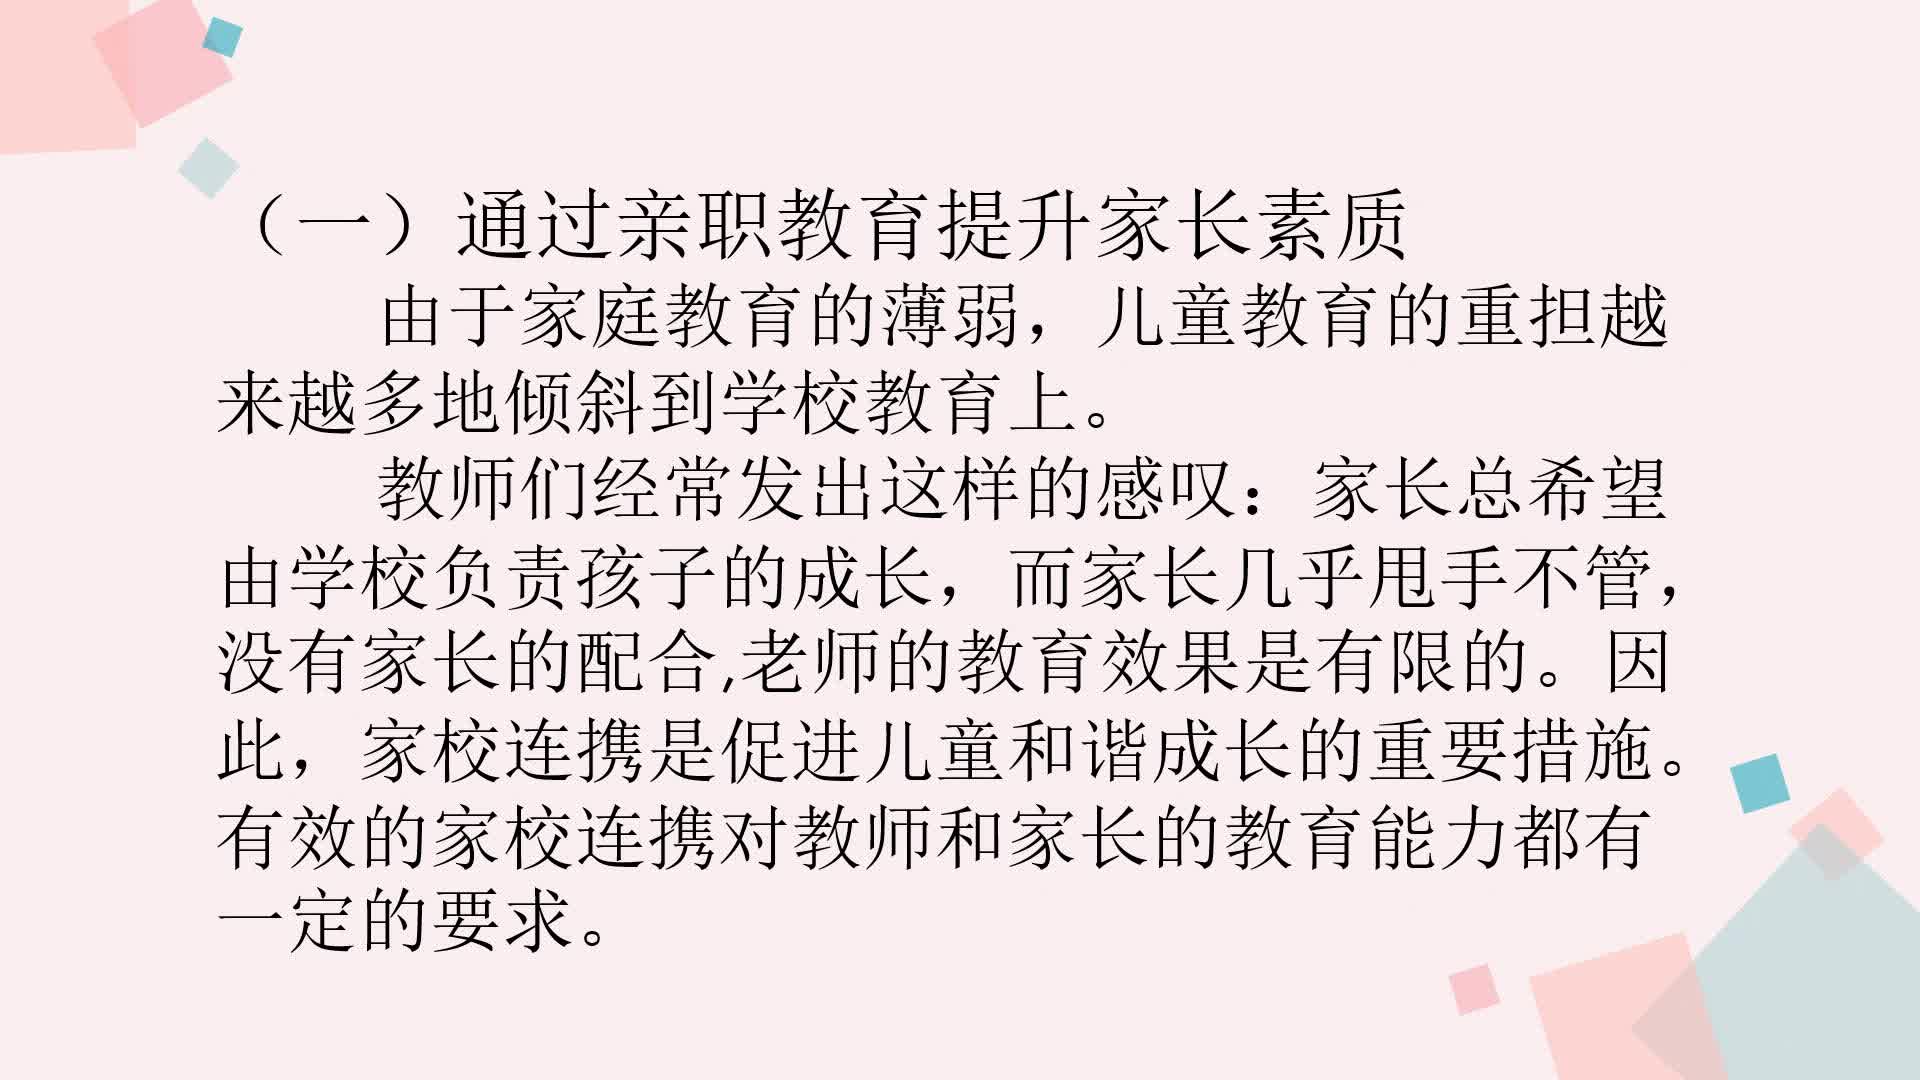 （一）通过亲职教育提升家长素质
由于家庭教育的薄弱，儿童教育的重担越
来越多地倾斜到学校教育上。
教师们经常发出这样的感叹：家长总希望
由学校负责孩子的成长，而家长几乎甩手不管，
没有家长的配合,老师的教育效果是有限的。因
此，家校连携是促进儿童和谐成长的重要措施。
有效的家校连携对教师和家长的教育能力都有
一定的要求。